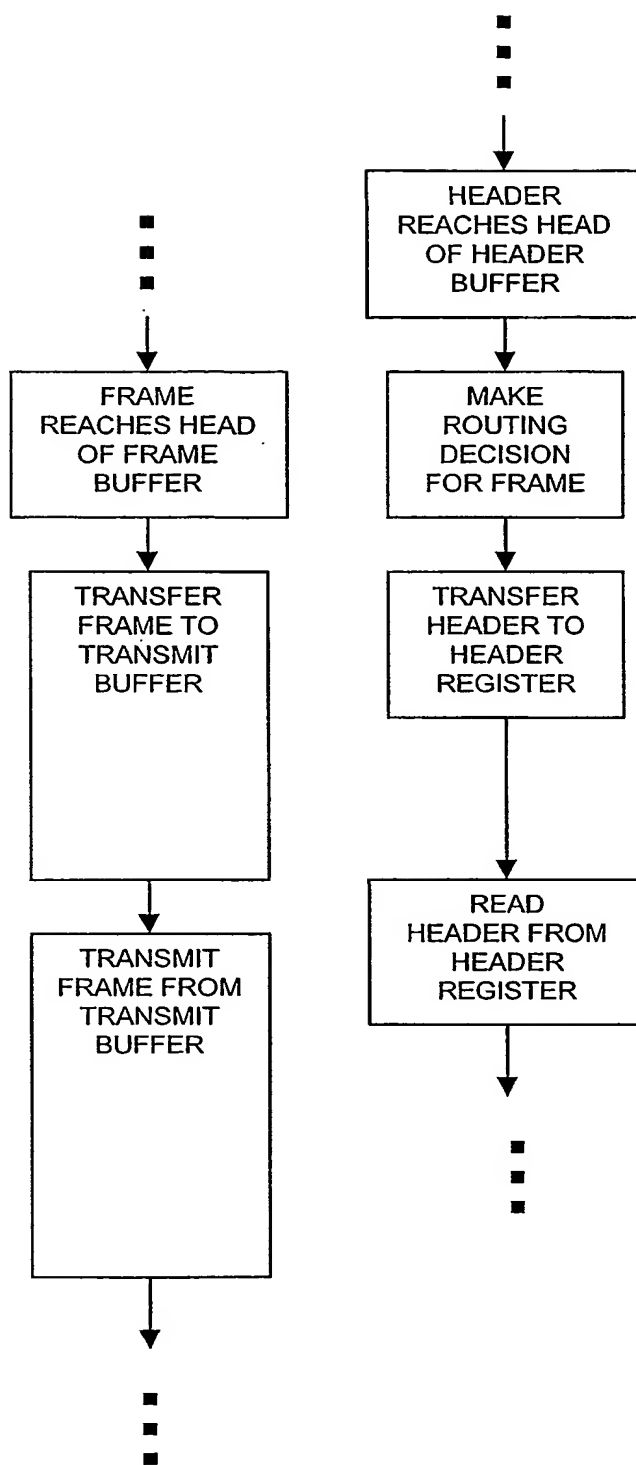 FRAME
REACHES HEAD
OF FRAME
BUFFER
TRANSFER
FRAME TO
TRANSMIT
BUFFER
TRANSMIT
FRAME FROM
TRANSMIT
BUFFER
HEADER
REACHES HEAD
OF HEADER
BUFFER
MAKE
ROUTING
DECISION
FOR FRAME
TRANSFER
HEADER TO
HEADER
REGISTER
READ
HEADER FROM
HEADER
REGISTER